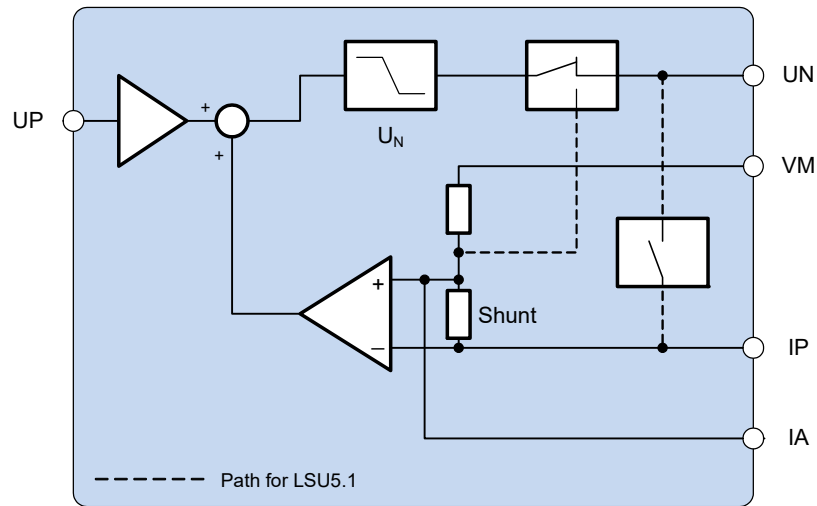 UN
UP
+
+
U_N
VM
+
Shunt
−
IP
IA
Path for LSU5.1